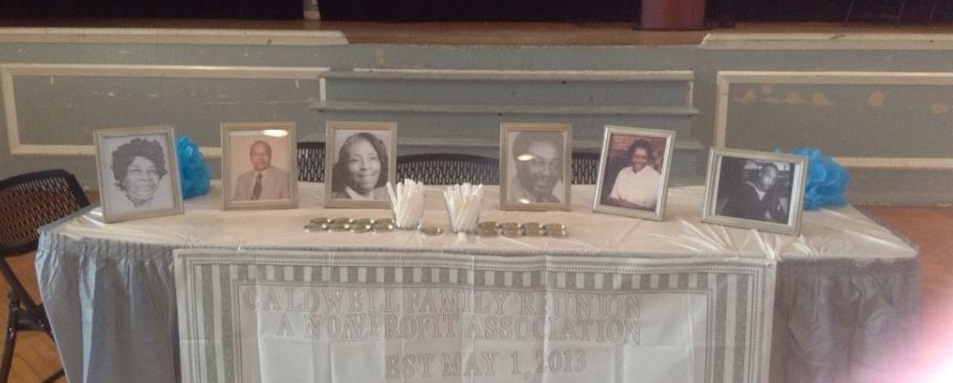 CALDWELL FAMILY REUNION
A NONPROFIT ASSOCIATION
EST MAY 1, 2013